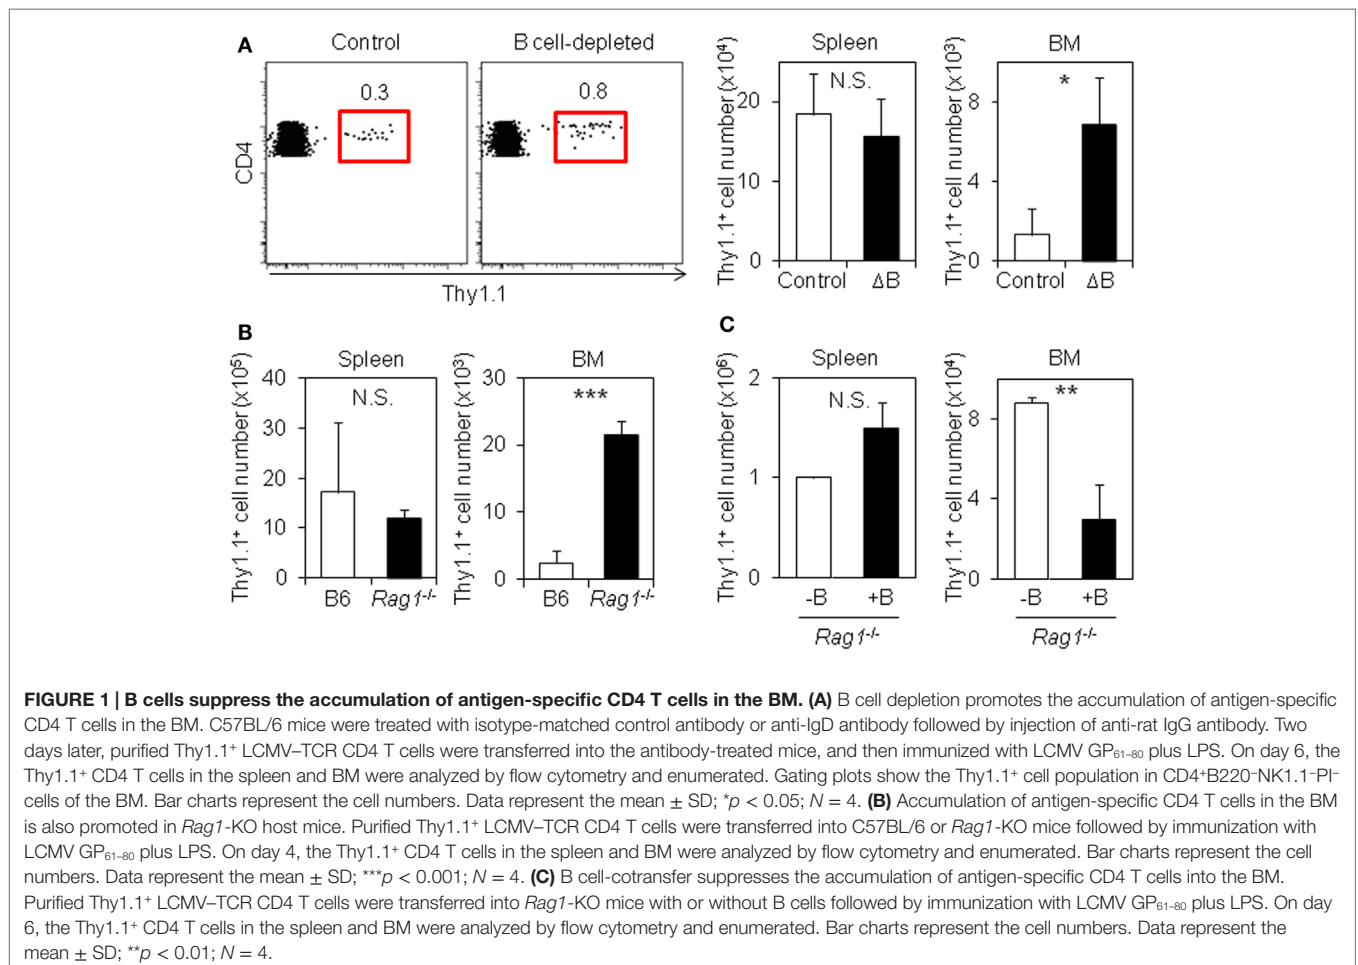 A
Control
B cell-depleted
0.3
0.8
CD4
Thy1.1
Spleen
Thy1.1⁺ cell number (x10⁴)
N.S.
20
10
0
Control
ΔB
BM
Thy1.1⁺ cell number (x10³)
*
8
4
0
Control
ΔB
B
Spleen
Thy1.1⁺ cell number (x10⁵)
40
N.S.
30
20
10
0
B6
Rag1⁻/⁻
BM
Thy1.1⁺ cell number (x10³)
30
***
20
10
0
B6
Rag1⁻/⁻
C
Spleen
Thy1.1⁺ cell number (x10⁶)
2
N.S.
1
0
-B
+B
Rag1⁻/⁻
BM
Thy1.1⁺ cell number (x10⁴)
**
8
4
0
-B
+B
Rag1⁻/⁻
FIGURE 1 | B cells suppress the accumulation of antigen-specific CD4 T cells in the BM. (A) B cell depletion promotes the accumulation of antigen-specific
CD4 T cells in the BM. C57BL/6 mice were treated with isotype-matched control antibody or anti-IgD antibody followed by injection of anti-rat IgG antibody. Two
days later, purified Thy1.1⁺ LCMV–TCR CD4 T cells were transferred into the antibody-treated mice, and then immunized with LCMV GP₆₁₋₈₀ plus LPS. On day 6, the
Thy1.1⁺ CD4 T cells in the spleen and BM were analyzed by flow cytometry and enumerated. Gating plots show the Thy1.1⁺ cell population in CD4⁺B220⁻NK1.1⁻PI⁻
cells of the BM. Bar charts represent the cell numbers. Data represent the mean ± SD; *p < 0.05; N = 4. (B) Accumulation of antigen-specific CD4 T cells in the BM
is also promoted in Rag1-KO host mice. Purified Thy1.1⁺ LCMV–TCR CD4 T cells were transferred into C57BL/6 or Rag1-KO mice followed by immunization with
LCMV GP₆₁₋₈₀ plus LPS. On day 4, the Thy1.1⁺ CD4 T cells in the spleen and BM were analyzed by flow cytometry and enumerated. Bar charts represent the cell
numbers. Data represent the mean ± SD; ***p < 0.001; N = 4. (C) B cell-cotransfer suppresses the accumulation of antigen-specific CD4 T cells into the BM.
Purified Thy1.1⁺ LCMV–TCR CD4 T cells were transferred into Rag1-KO mice with or without B cells followed by immunization with LCMV GP₆₁₋₈₀ plus LPS. On day
6, the Thy1.1⁺ CD4 T cells in the spleen and BM were analyzed by flow cytometry and enumerated. Bar charts represent the cell numbers. Data represent the
mean ± SD; **p < 0.01; N = 4.